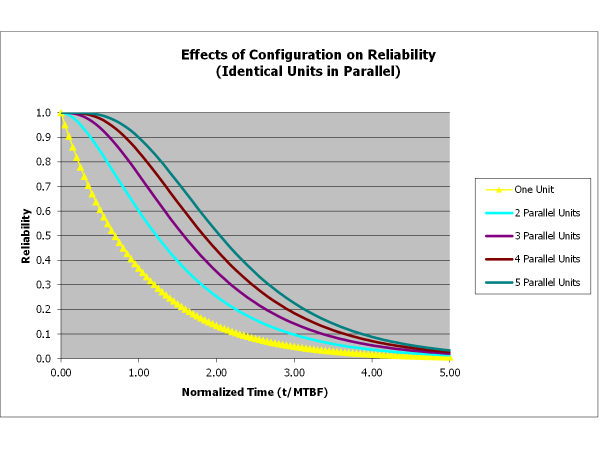 Effects of Configuration on Reliability
(Identical Units in Parallel)
1.0
0.9
0.8
0.7
0.6
0.5
0.4
0.3
0.2
0.1
0.0
Reliability
0.00 1.00 2.00 3.00 4.00 5.00
Normalized Time (t/MTBF)
One Unit
2 Parallel Units
3 Parallel Units
4 Parallel Units
5 Parallel Units